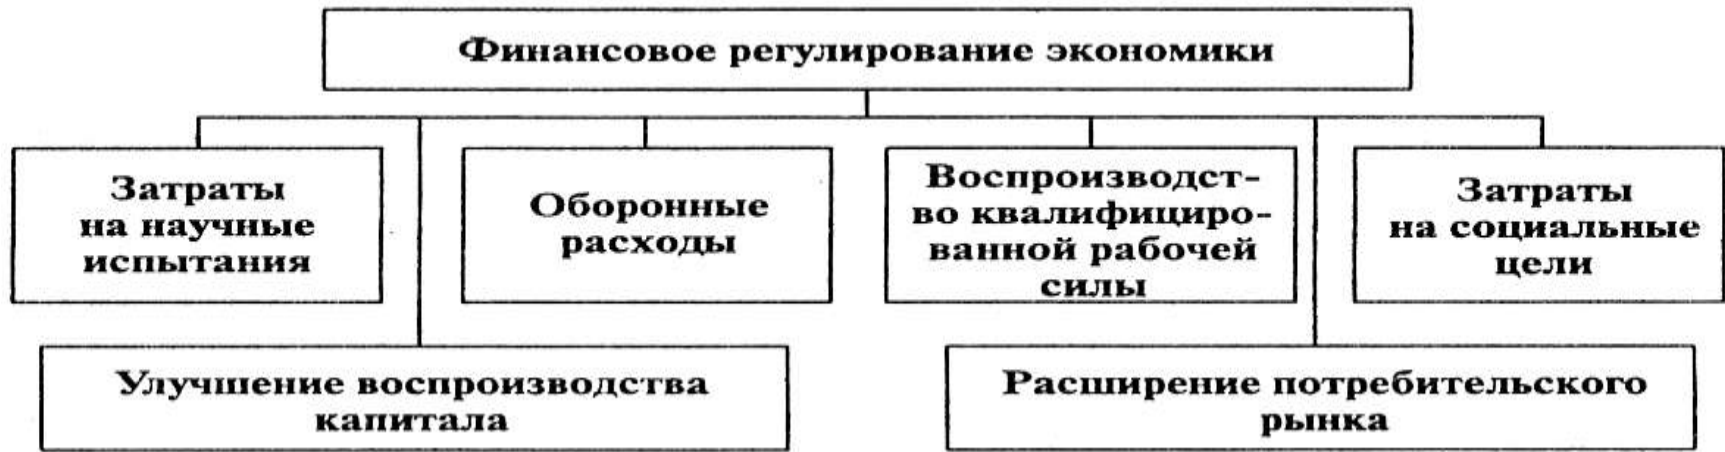 Финансовое регулирование экономики
Затраты
на научные
испытания
Оборонные
расходы
Воспроизводст-
во квалифициро-
ванной рабочей
силы
Затраты
на социальные
цели
Улучшение воспроизводства
капитала
Расширение потребительского
рынка